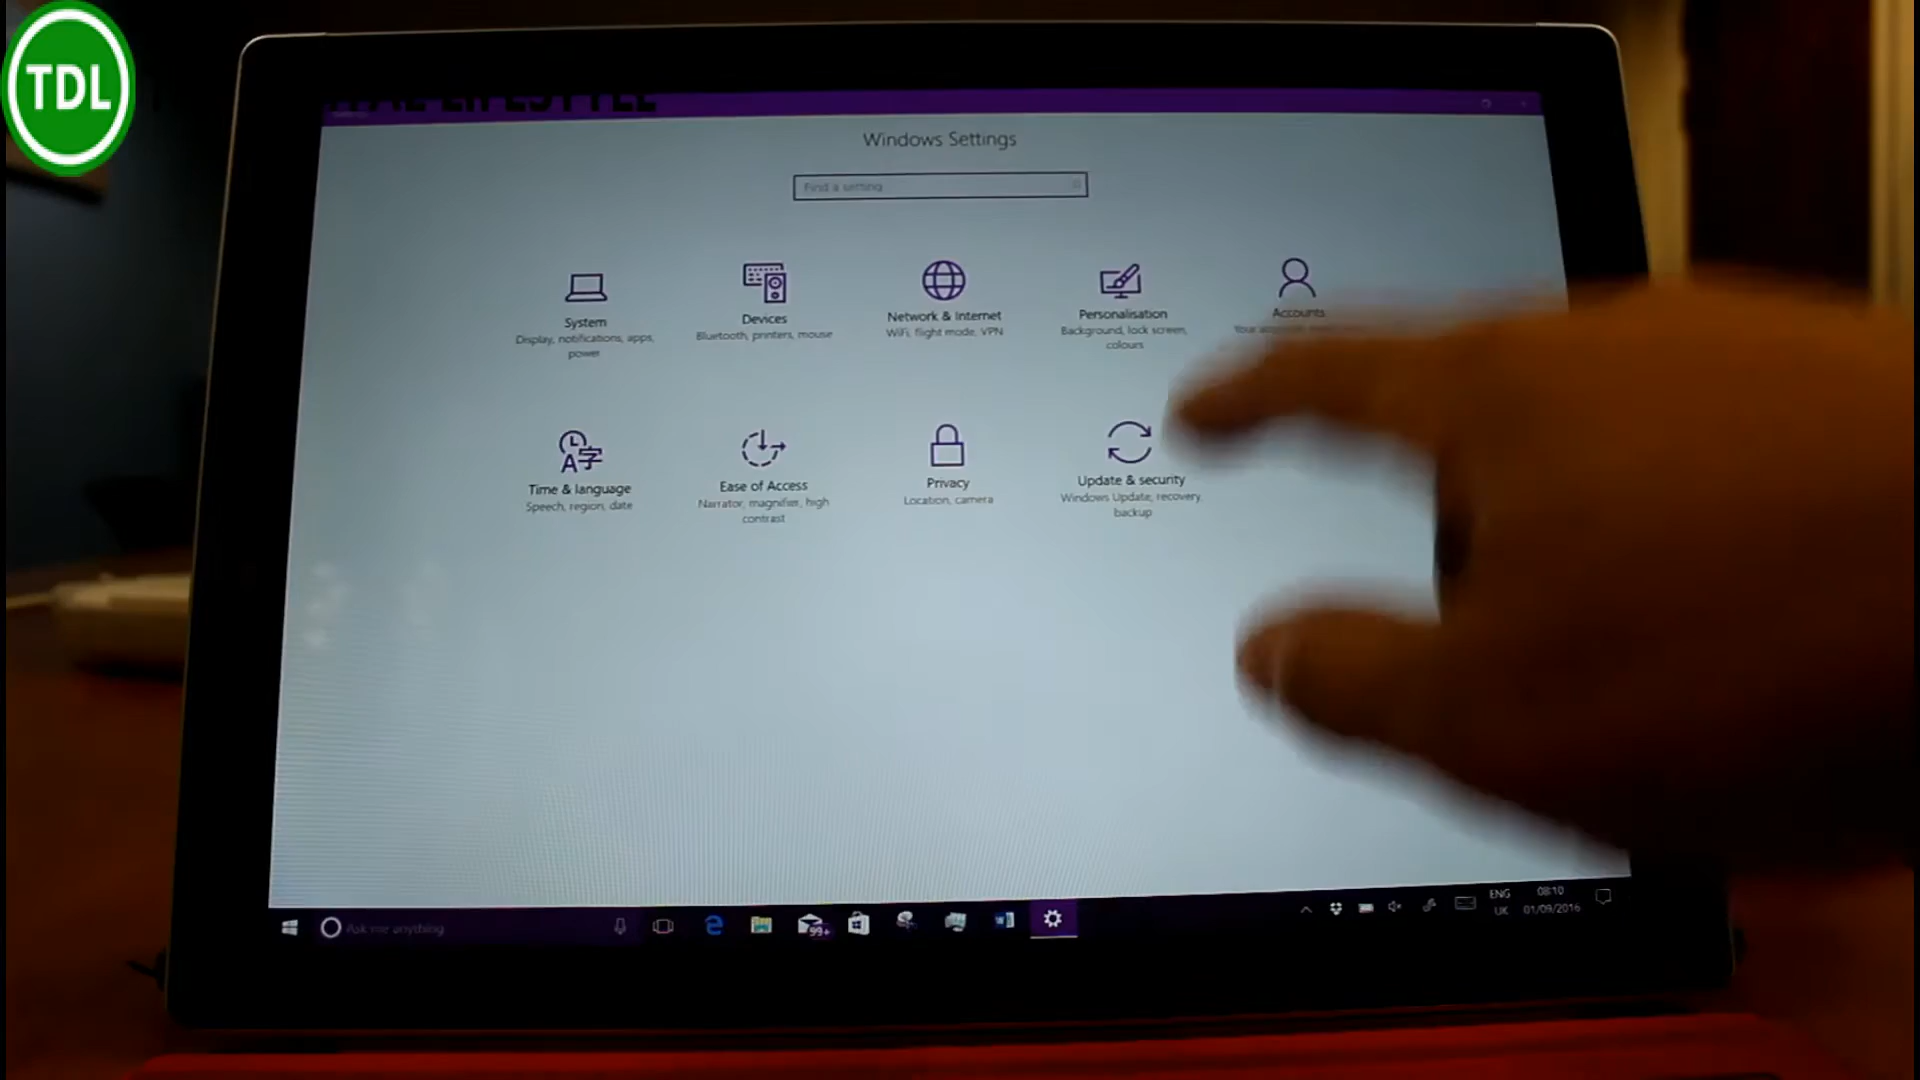 TDL
LIFESTYLE
Windows Settings
Find a setting
System
Display, notifications, apps,
power
Devices
Bluetooth, printers, mouse
Network & Internet
WiFi, flight mode, VPN
Personalisation
Background, lock screen,
colours
Accounts
Time & language
Speech, region, date
Ease of Access
Narrator, magnifier, high
contrast
Privacy
Location, camera
Update & security
Windows Update, recovery,
backup
Ask me anything
99+
ENG
UK
08:10
01/09/2016